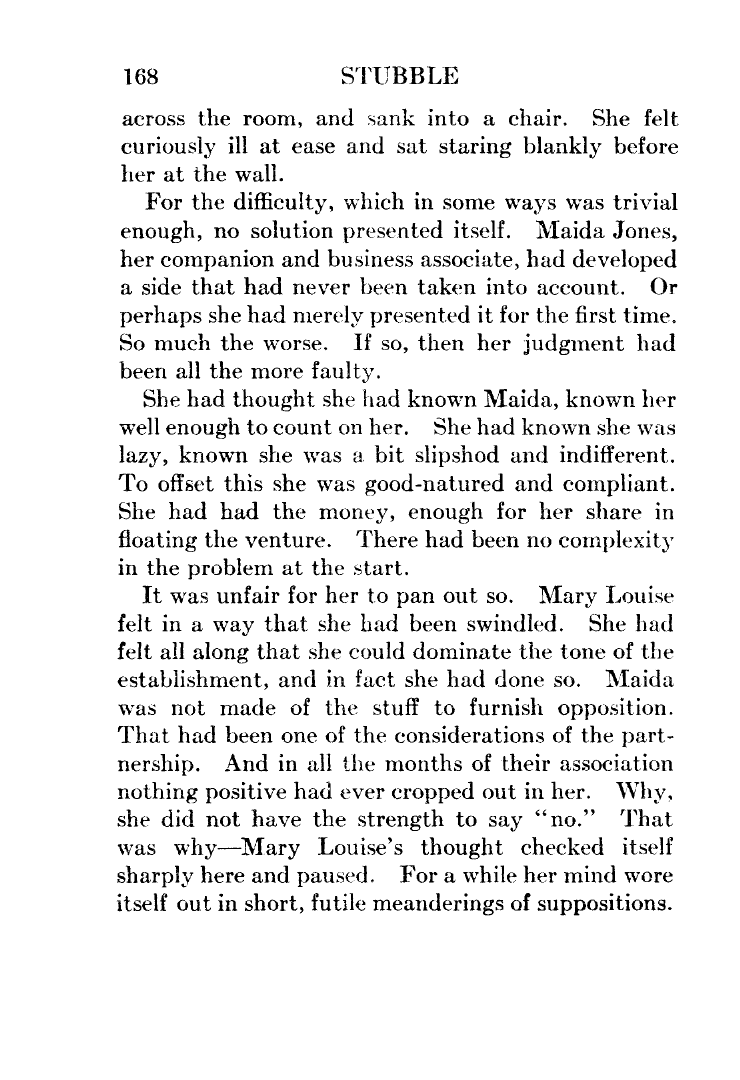 168 STUBBLE
across the room, and sank into a chair. She felt
curiously ill at ease and sat staring blankly before
her at the wall.
For the difficulty, which in some ways was trivial
enough, no solution presented itself. Maida Jones,
her companion and business associate, had developed
a side that had never been taken into account. Or
perhaps she had merely presented it for the first time.
So much the worse. If so, then her judgment had
been all the more faulty.
She had thought she had known Maida, known her
well enough to count on her. She had known she was
lazy, known she was a bit slipshod and indifferent.
To offset this she was good-natured and compliant.
She had had the money, enough for her share in
floating the venture. There had been no complexity
in the problem at the start.
It was unfair for her to pan out so. Mary Louise
felt in a way that she had been swindled. She had
felt all along that she could dominate the tone of the
establishment, and in fact she had done so. Maida
was not made of the stuff to furnish opposition.
That had been one of the considerations of the part-
nership. And in all the months of their association
nothing positive had ever cropped out in her. Why,
she did not have the strength to say “no.” That
was why—Mary Louise's thought checked itself
sharply here and paused. For a while her mind wore
itself out in short, futile meanderings of suppositions.